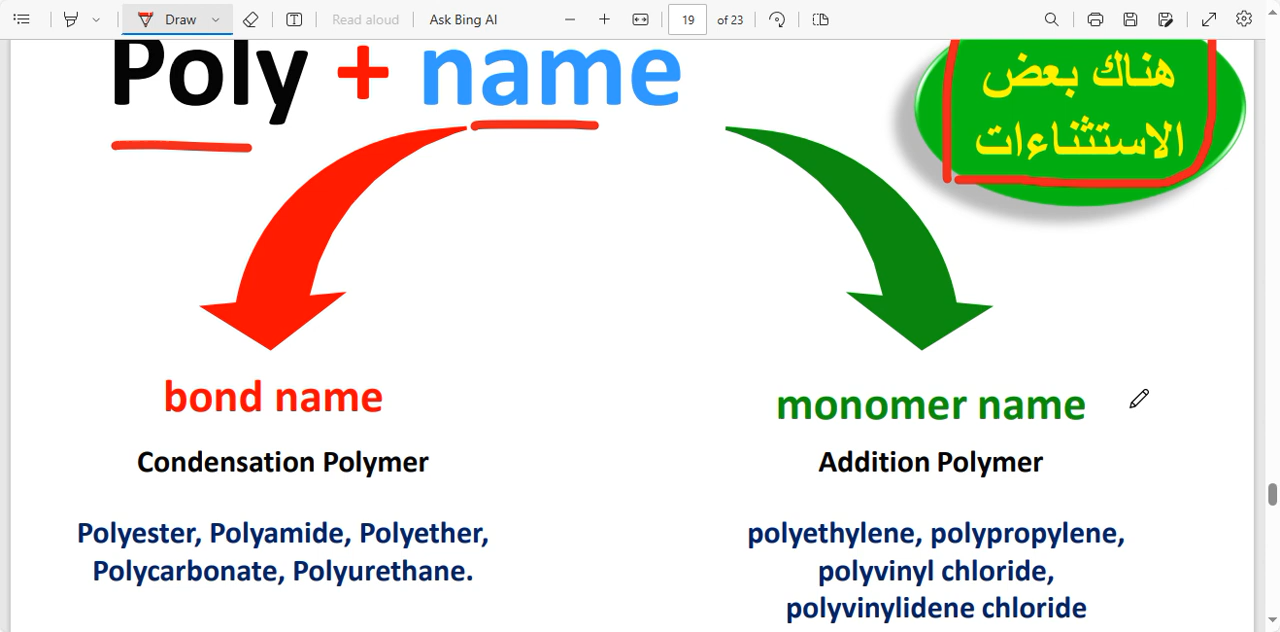 Draw
Read aloud
Ask Bing AI
19
of 23
Poly + name
هناك بعض
الاستثناءات
bond name
Condensation Polymer
Polyester, Polyamide, Polyether,
Polycarbonate, Polyurethane.
monomer name
Addition Polymer
polyethylene, polypropylene,
polyvinyl chloride,
polyvinylidene chloride